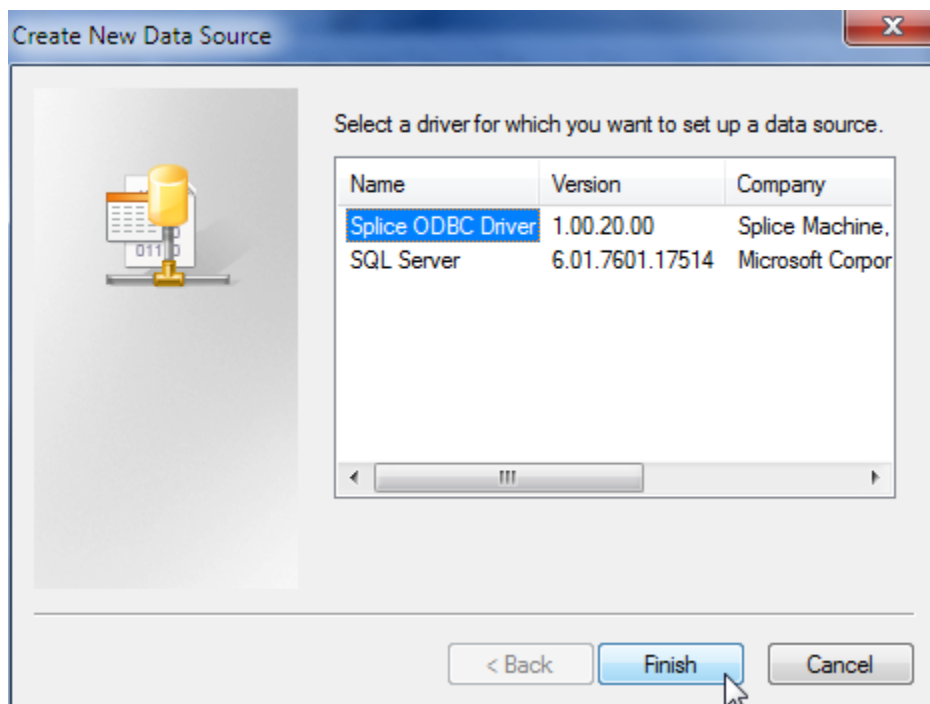 Create New Data Source
Select a driver for which you want to set up a data source.
Name Version Company
Splice ODBC Driver 1.00.20.00 Splice Machine,
SQL Server 6.01.7601.17514 Microsoft Corpor
011
< Back Finish Cancel